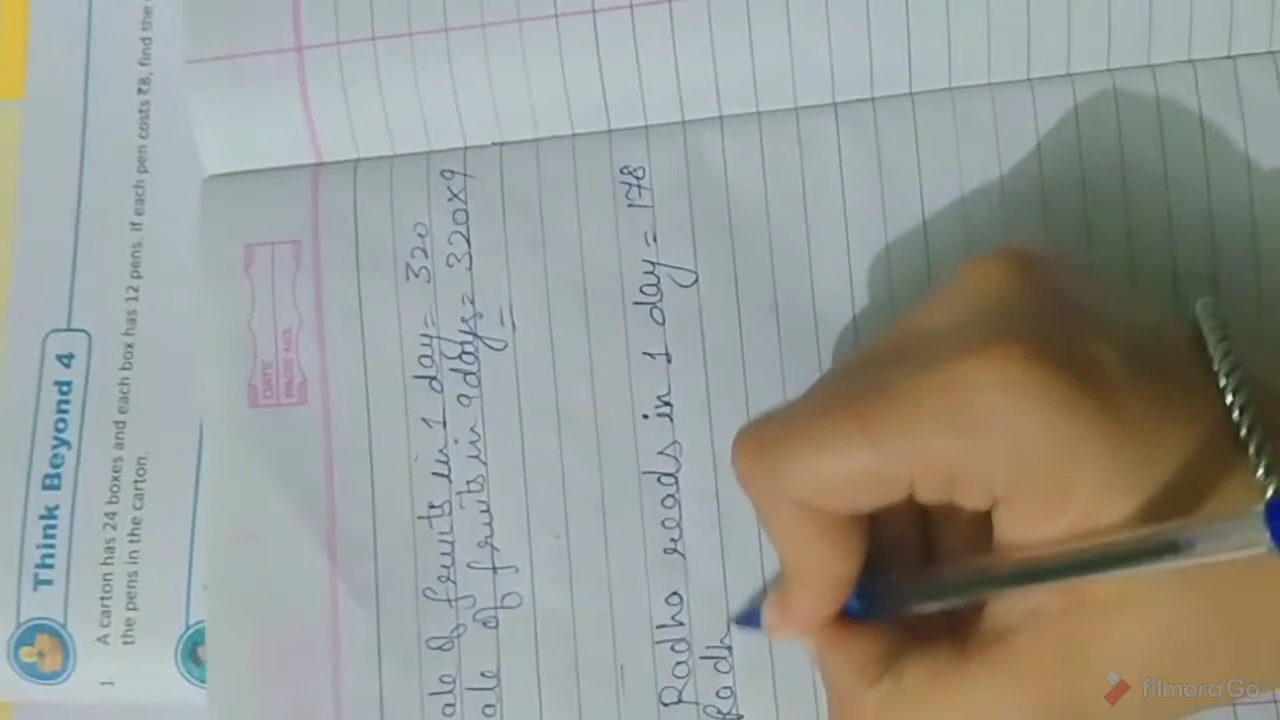 Think Beyond 4
1. A carton has 24 boxes and each box has 12 pens. If each pen costs ₹8, find the
the pens in the carton.
DATE
PAGE NO.
ale of fruits in 1 day = 320
ale of fruits in 9 days = 320×9
=
Radha reads in 1 day = 178
Radh
filmora Go